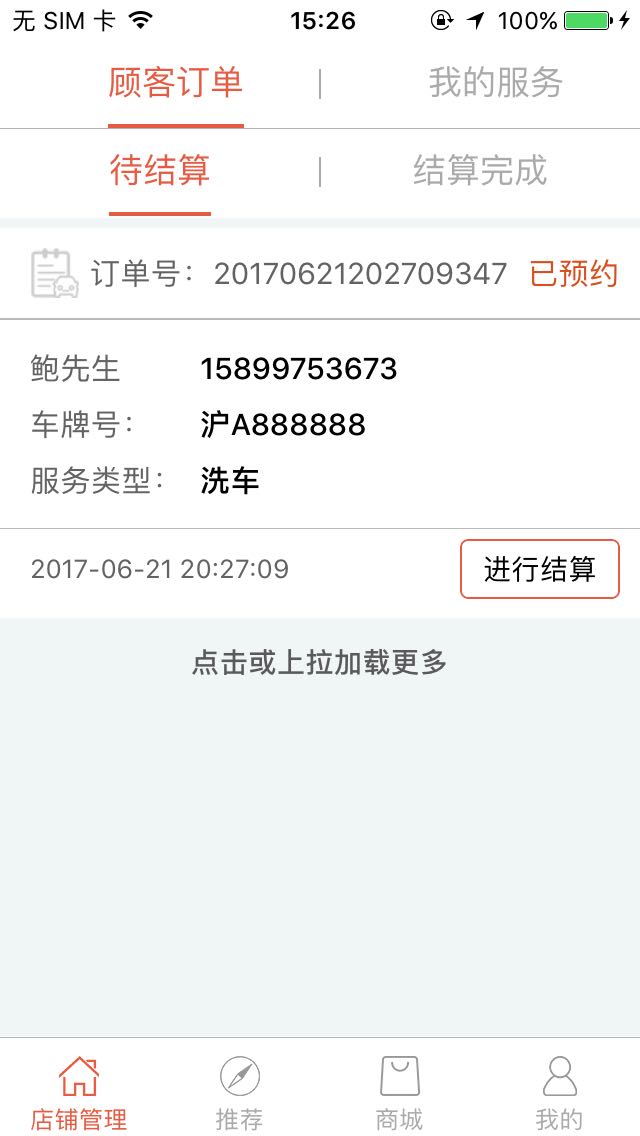 无 SIM 卡 15:26 100%
顾客订单 | 我的服务
待结算 | 结算完成
订单号： 20170621202709347 已预约
鲍先生 15899753673
车牌号： 沪A888888
服务类型： 洗车
2017-06-21 20:27:09 进行结算
点击或上拉加载更多
店铺管理 推荐 商城 我的